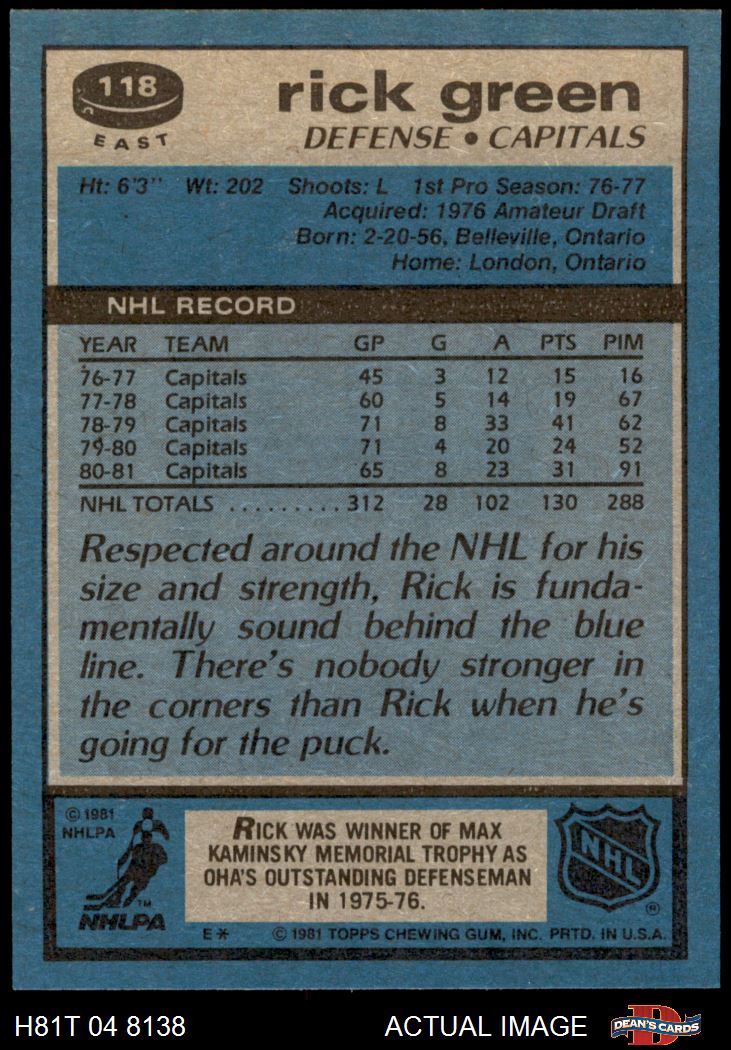 118
EAST
rick green
DEFENSE • CAPITALS
Ht: 6'3" Wt: 202 Shoots: L 1st Pro Season: 76-77
Acquired: 1976 Amateur Draft
Born: 2-20-56, Belleville, Ontario
Home: London, Ontario
NHL RECORD
YEAR TEAM GP G A PTS PIM
76-77 Capitals 45 3 12 15 16
77-78 Capitals 60 5 14 19 67
78-79 Capitals 71 8 33 41 62
79-80 Capitals 71 4 20 24 52
80-81 Capitals 65 8 23 31 91
NHL TOTALS . . . . . . . . . 312 28 102 130 288
Respected around the NHL for his
size and strength, Rick is funda-
mentally sound behind the blue
line. There's nobody stronger in
the corners than Rick when he's
going for the puck.
© 1981
NHLPA
TM
NHLPA
RICK WAS WINNER OF MAX
KAMINSKY MEMORIAL TROPHY AS
OHA'S OUTSTANDING DEFENSEMAN
IN 1975-76.
NHL
®
E* © 1981 TOPPS CHEWING GUM, INC. PRTD. IN U.S.A.
H81T 04 8138 ACTUAL IMAGE
D
DEAN'S CARDS